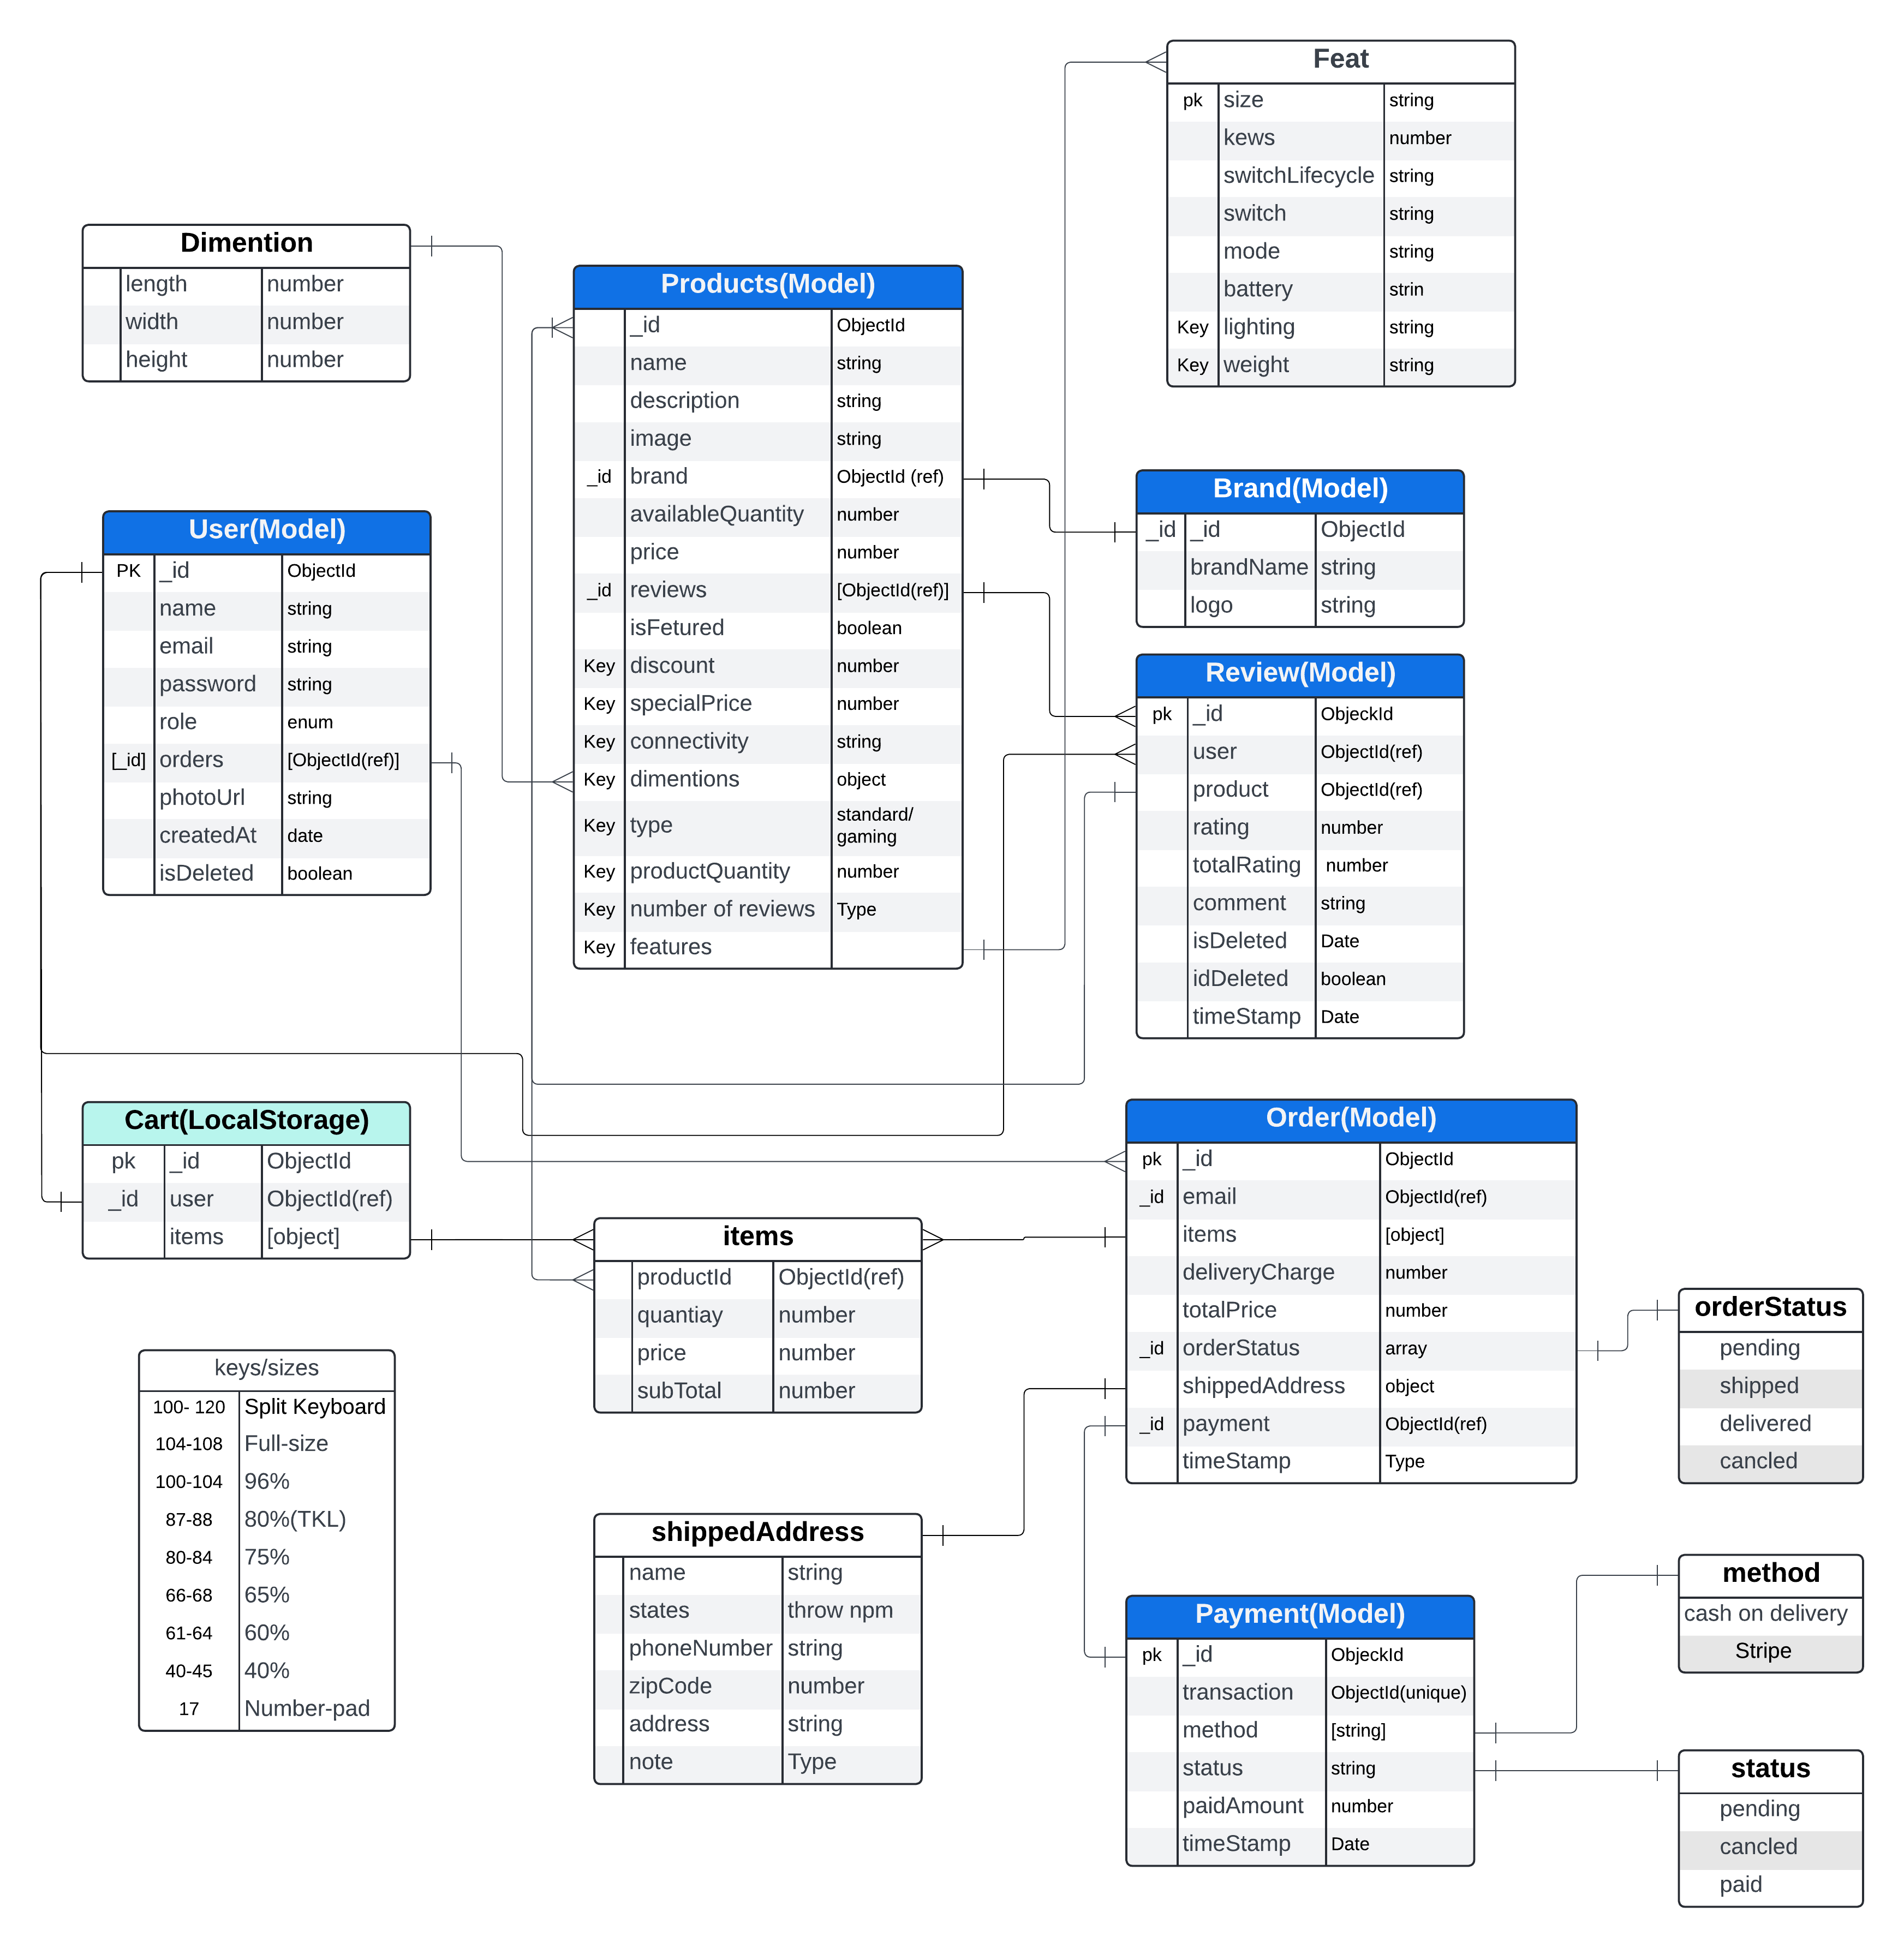 Feat
pk size string
kews number
switchLifecycle string
switch string
mode string
battery strin
Key lighting string
Key weight string
Dimention
length number
width number
height number
Products(Model)
_id ObjectId
name string
description string
image string
_id brand ObjectId (ref)
availableQuantity number
price number
_id reviews [ObjectId(ref)]
isFetured boolean
Key discount number
Key specialPrice number
Key connectivity string
Key dimentions object
Key type standard/
gaming
Key productQuantity number
Key number of reviews Type
Key features
Brand(Model)
_id _id ObjectId
brandName string
logo string
User(Model)
PK _id ObjectId
name string
email string
password string
role enum
[_id] orders [ObjectId(ref)]
photoUrl string
createdAt date
isDeleted boolean
Review(Model)
pk _id ObjeckId
user ObjectId(ref)
product ObjectId(ref)
rating number
totalRating number
comment string
isDeleted Date
idDeleted boolean
timeStamp Date
Cart(LocalStorage)
pk _id ObjectId
_id user ObjectId(ref)
items [object]
Order(Model)
pk _id ObjectId
_id email ObjectId(ref)
items [object]
deliveryCharge number
totalPrice number
_id orderStatus array
shippedAddress object
_id payment ObjectId(ref)
timeStamp Type
items
productId ObjectId(ref)
quantiay number
price number
subTotal number
orderStatus
pending
shipped
delivered
cancled
keys/sizes
100- 120 Split Keyboard
104-108 Full-size
100-104 96%
87-88 80%(TKL)
80-84 75%
66-68 65%
61-64 60%
40-45 40%
17 Number-pad
shippedAddress
name string
states throw npm
phoneNumber string
zipCode number
address string
note Type
method
cash on delivery
Stripe
Payment(Model)
pk _id ObjeckId
transaction ObjectId(unique)
method [string]
status string
paidAmount number
timeStamp Date
status
pending
cancled
paid